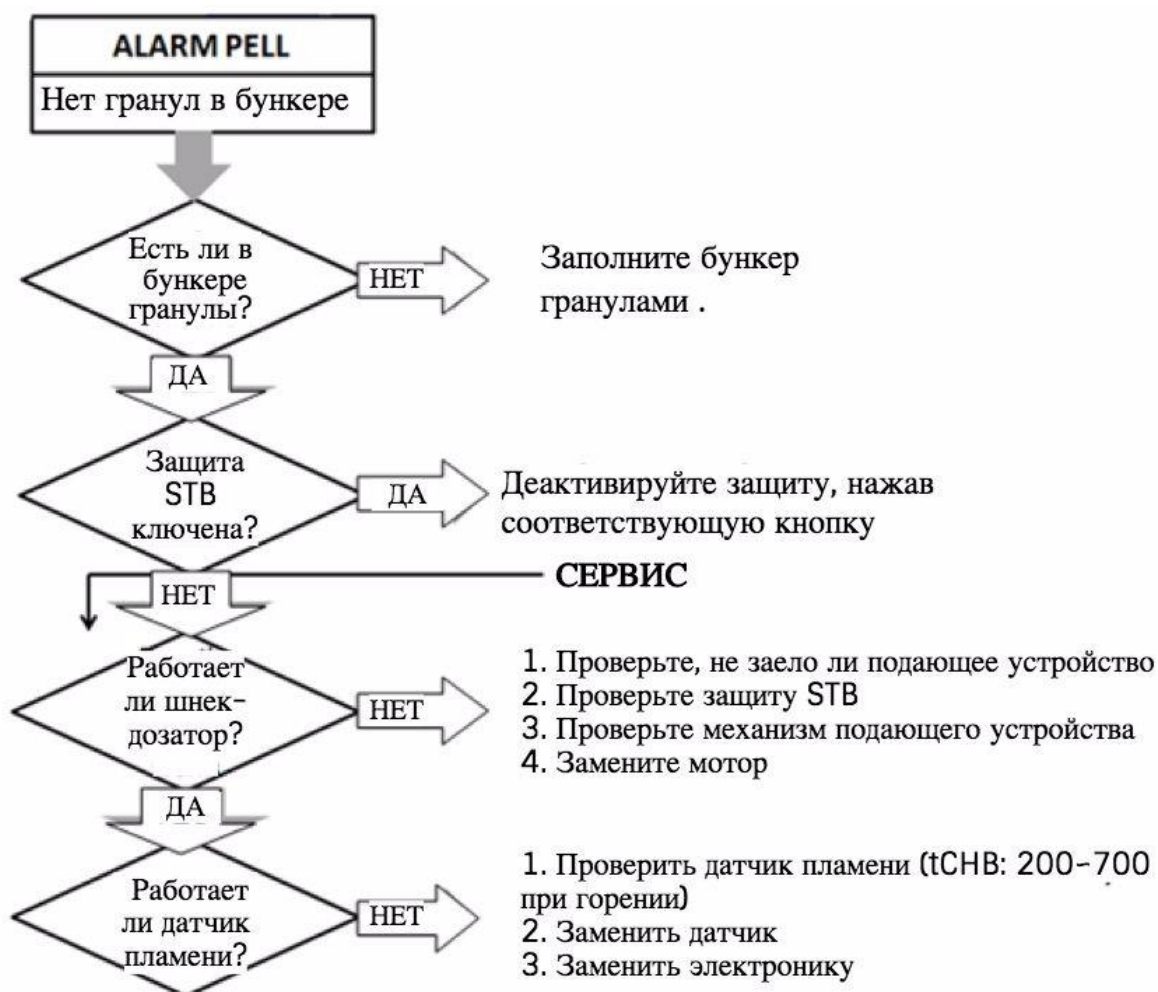 ALARM PELL
Нет гранул в бункере
Есть ли в
бункере
гранулы?
НЕТ
Заполните бункер
гранулами .
ДА
Защита
STB
ключена?
ДА
Деактивируйте защиту, нажав
соответствующую кнопку
СЕРВИС
НЕТ
Работает
ли шнек-
дозатор?
НЕТ
1. Проверьте, не заело ли подающее устройство
2. Проверьте защиту STB
3. Проверьте механизм подающего устройства
4. Замените мотор
ДА
Работает
ли датчик
пламени?
НЕТ
1. Проверить датчик пламени (tCHB: 200-700
при горении)
2. Заменить датчик
3. Заменить электронику